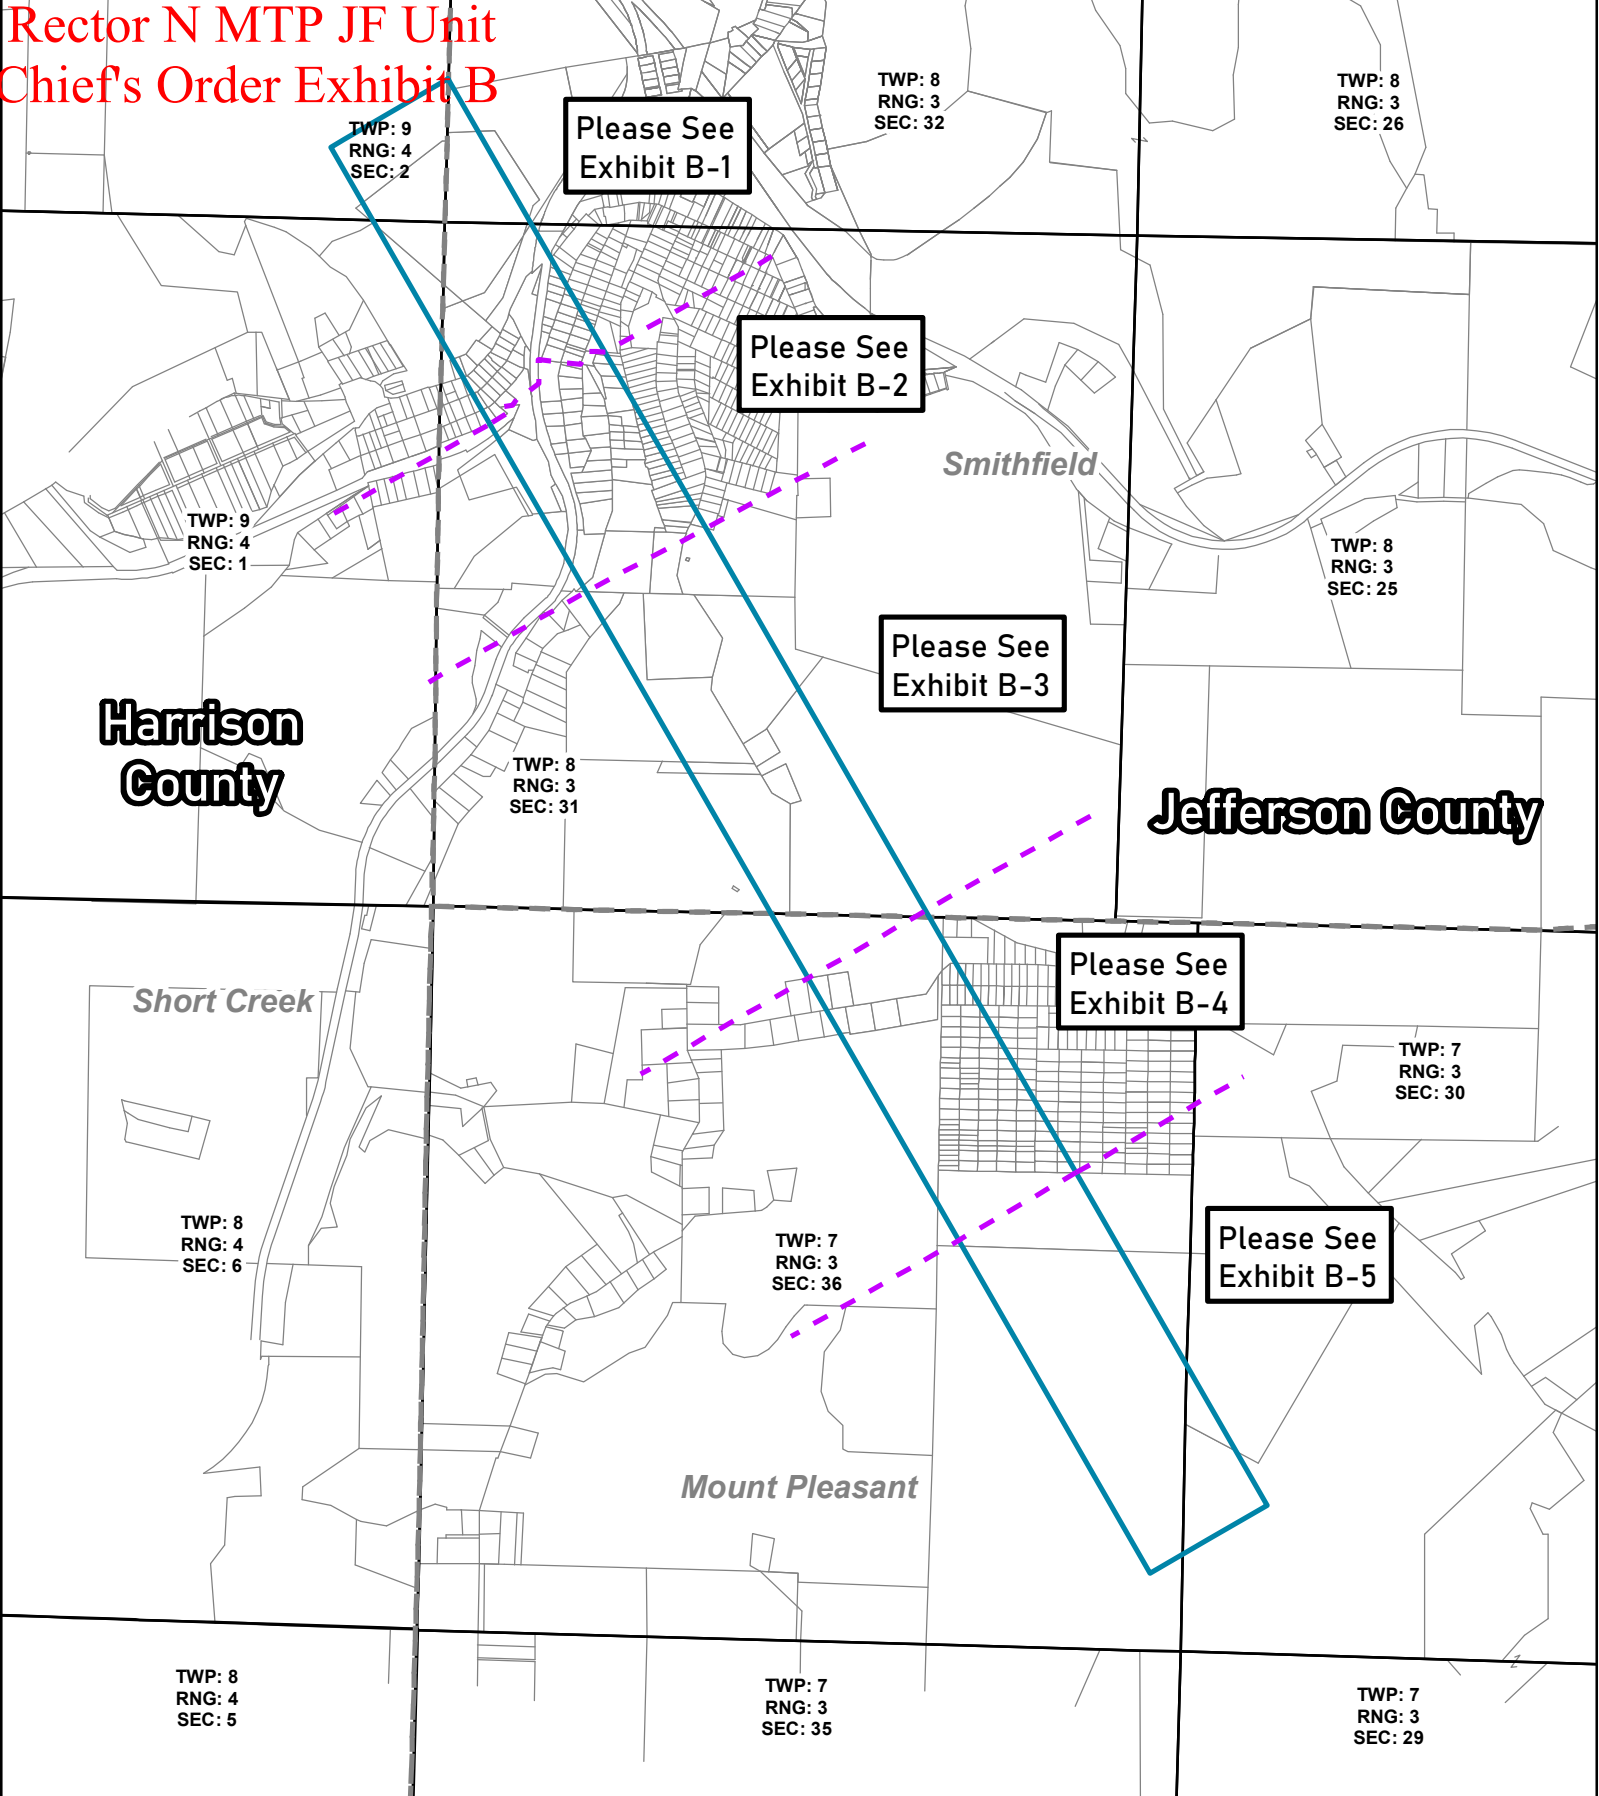 Rector N MTP JF Unit
Chief's Order Exhibit B
TWP: 9
RNG: 4
SEC: 2
Please See
Exhibit B-1
TWP: 8
RNG: 3
SEC: 32
TWP: 8
RNG: 3
SEC: 26
Please See
Exhibit B-2
Smithfield
TWP: 9
RNG: 4
SEC: 1
TWP: 8
RNG: 3
SEC: 25
Please See
Exhibit B-3
Harrison
County
TWP: 8
RNG: 3
SEC: 31
Jefferson County
Short Creek
Please See
Exhibit B-4
TWP: 7
RNG: 3
SEC: 30
TWP: 8
RNG: 4
SEC: 6
TWP: 7
RNG: 3
SEC: 36
Please See
Exhibit B-5
Mount Pleasant
TWP: 8
RNG: 4
SEC: 5
TWP: 7
RNG: 3
SEC: 35
TWP: 7
RNG: 3
SEC: 29